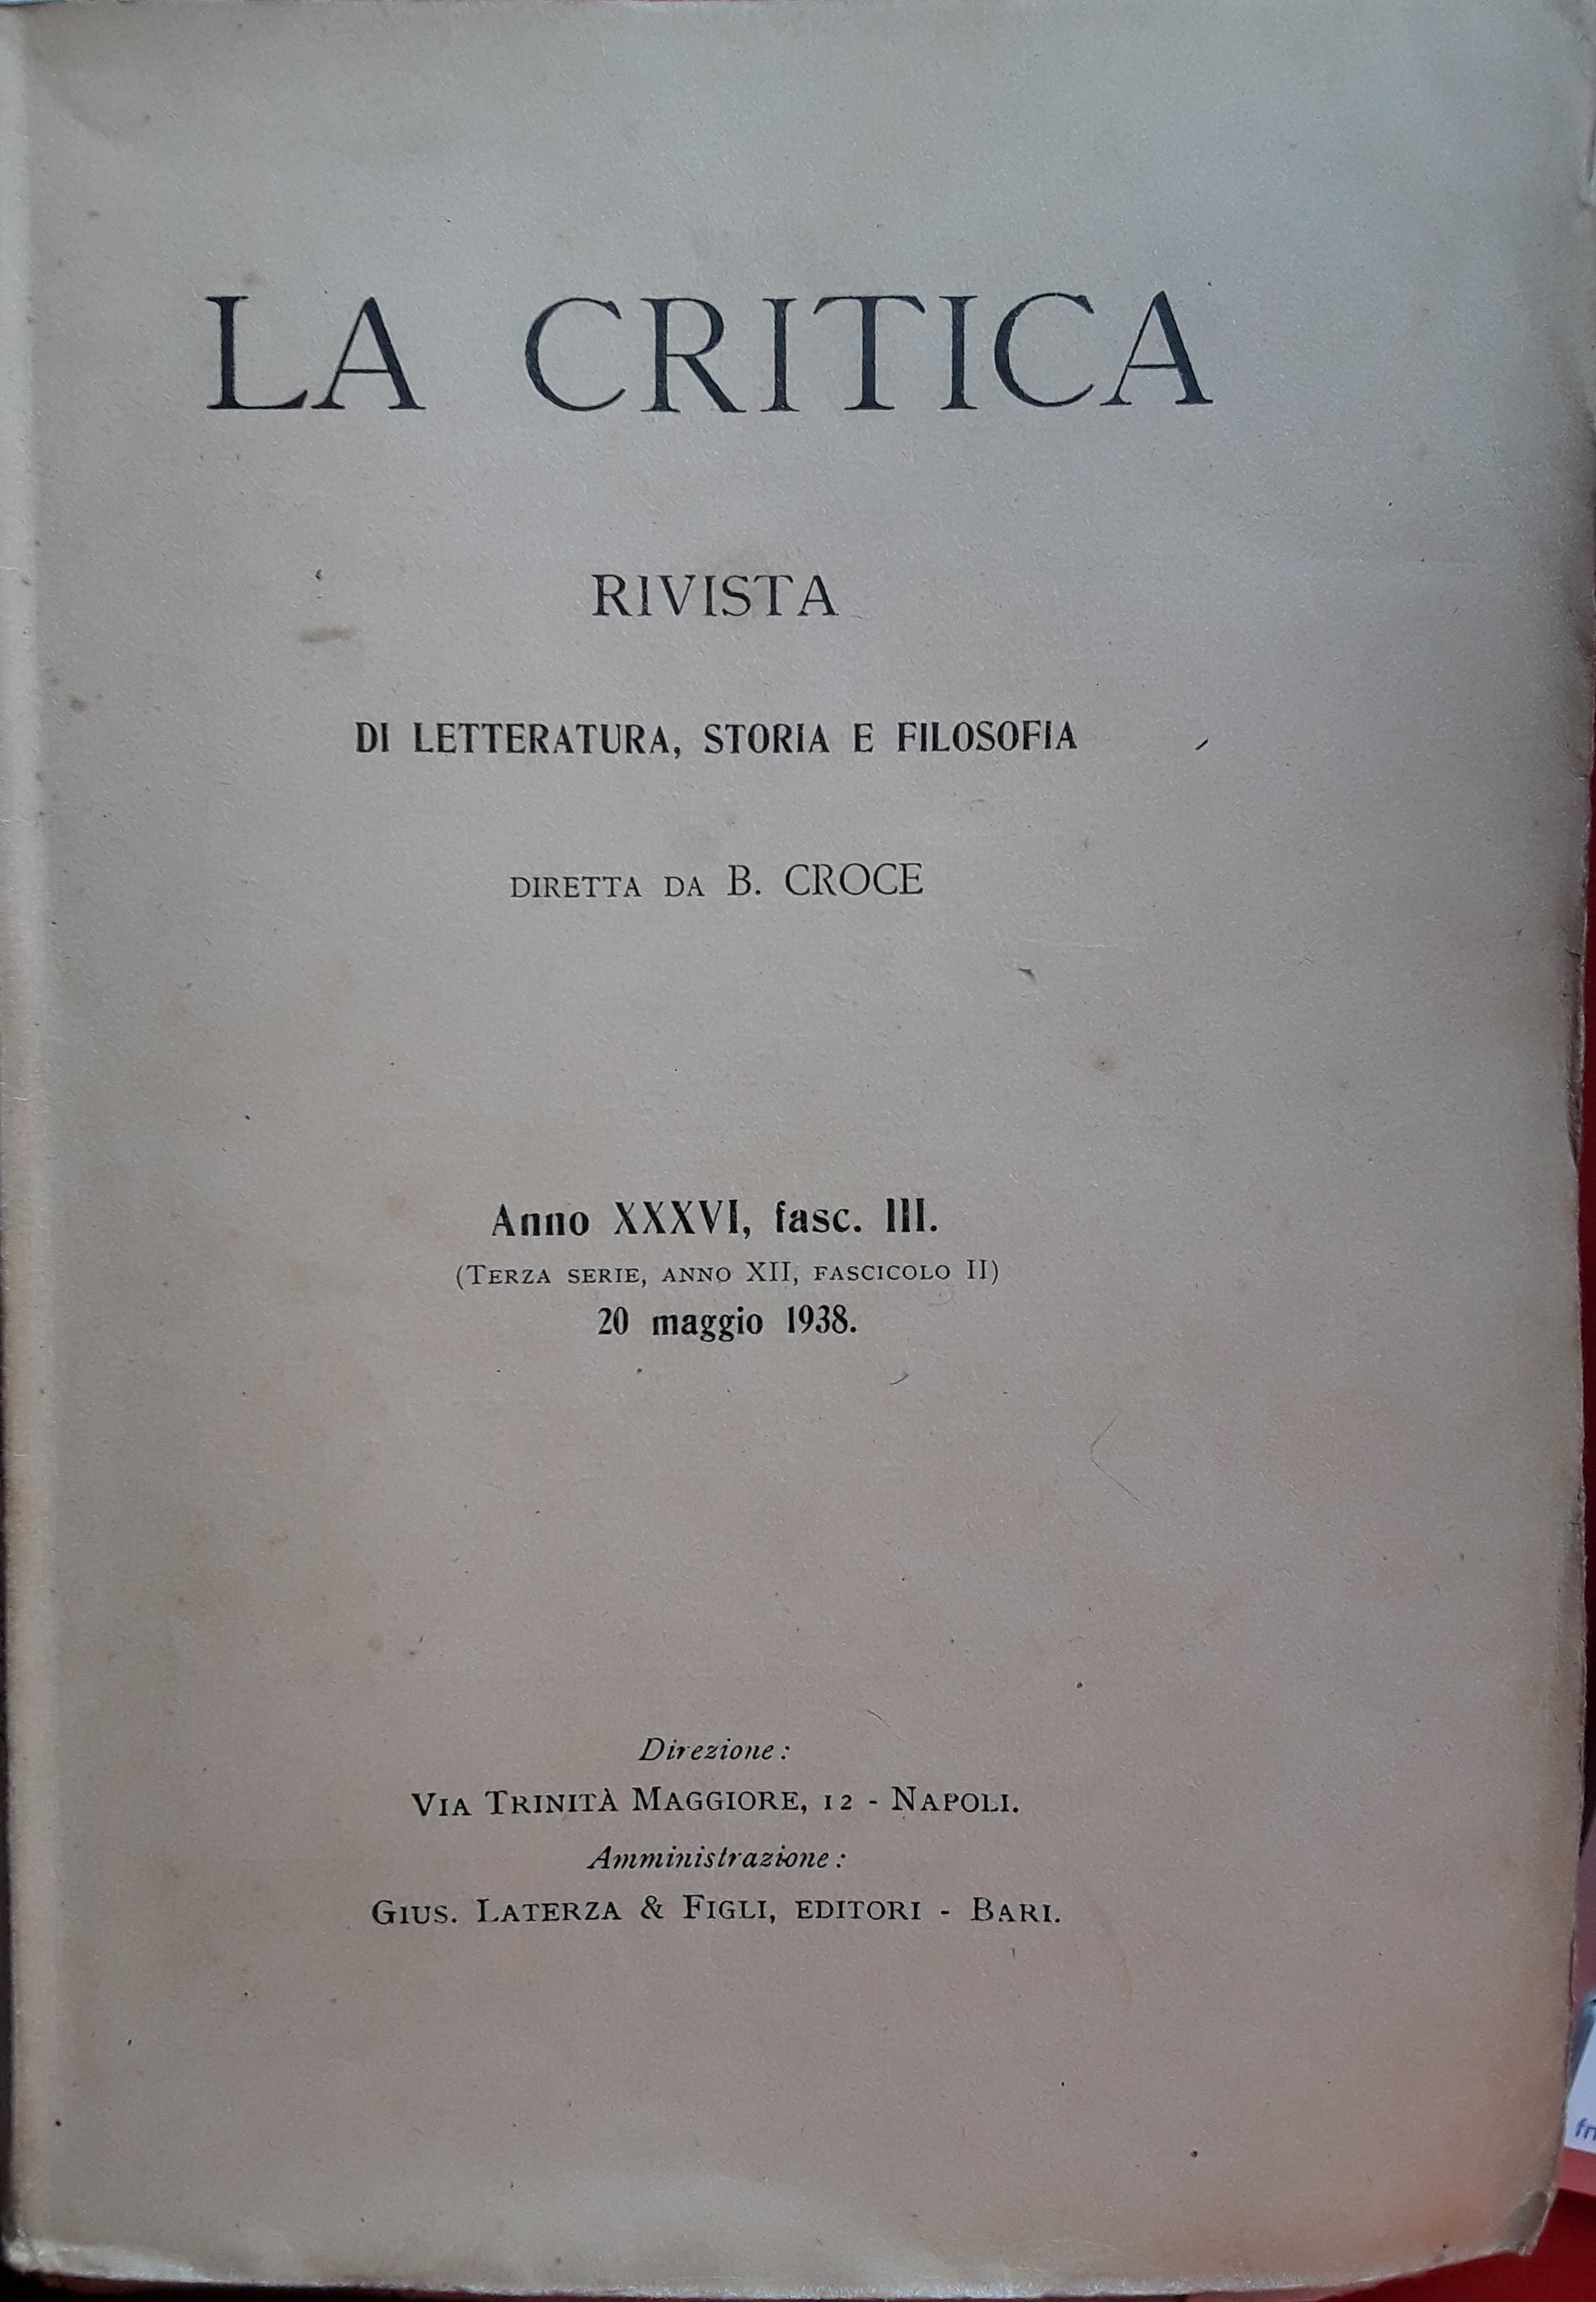 LA CRITICA
RIVISTA
DI LETTERATURA, STORIA E FILOSOFIA
DIRETTA DA B. CROCE
Anno XXXVI, fasc. III.
(TERZA SERIE, ANNO XII, FASCICOLO II)
20 maggio 1938.
Direzione:
VIA TRINITÀ MAGGIORE, 12 - NAPOLI.
Amministrazione:
GIUS. LATERZA & FIGLI, EDITORI - BARI.